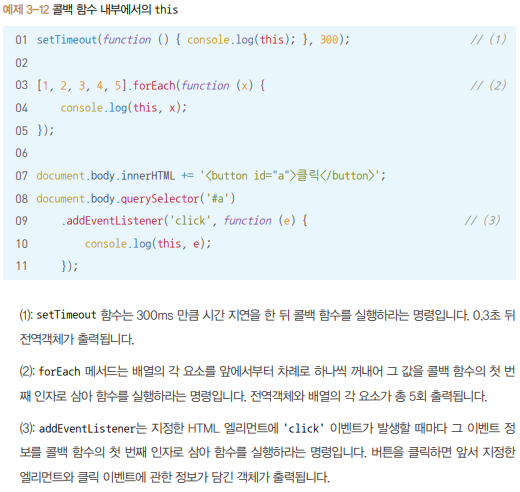 예제 3-12 콜백 함수 내부에서의 this
01 setTimeout(function () { console.log(this); }, 300); // (1)
02
03 [1, 2, 3, 4, 5].forEach(function (x) { // (2)
04 console.log(this, x);
05 });
06
07 document.body.innerHTML += '<button id="a">클릭</button>';
08 document.body.querySelector('#a')
09 .addEventListener('click', function (e) { // (3)
10 console.log(this, e);
11 });
(1): setTimeout 함수는 300ms 만큼 시간 지연을 한 뒤 콜백 함수를 실행하라는 명령입니다. 0.3초 뒤
전역객체가 출력됩니다.
(2): forEach 메서드는 배열의 각 요소를 앞에서부터 차례로 하나씩 꺼내어 그 값을 콜백 함수의 첫 번
째 인자로 삼아 함수를 실행하라는 명령입니다. 전역객체와 배열의 각 요소가 총 5회 출력됩니다.
(3): addEventListener는 지정한 HTML 엘리먼트에 'click' 이벤트가 발생할 때마다 그 이벤트 정
보를 콜백 함수의 첫 번째 인자로 삼아 함수를 실행하라는 명령입니다. 버튼을 클릭하면 앞서 지정한
엘리먼트와 클릭 이벤트에 관한 정보가 담긴 객체가 출력됩니다.